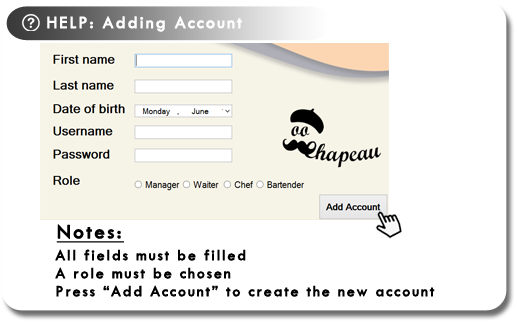 ? HELP: Adding Account
First name
Last name
Date of birth Monday , June
Username
Password
Role Manager Waiter Chef Bartender
Chapeau
Add Account
Notes:
All fields must be filled
A role must be chosen
Press “Add Account” to create the new account